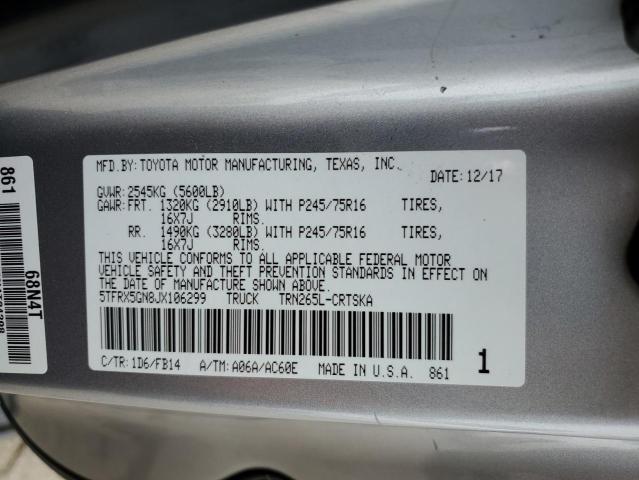 MFD.BY:TOYOTA MOTOR MANUFACTURING, TEXAS, INC.
DATE:12/17
GVWR:2545KG (5600LB)
GAWR:FRT. 1320KG (2910LB) WITH P245/75R16 TIRES,
16X7J RIMS.
RR. 1490KG (3280LB) WITH P245/75R16 TIRES,
16X7J RIMS.
THIS VEHICLE CONFORMS TO ALL APPLICABLE FEDERAL MOTOR
VEHICLE SAFETY AND THEFT PREVENTION STANDARDS IN EFFECT
ON THE DATE OF MANUFACTURE SHOWN ABOVE.
5TFRX5GN8JX106299 TRUCK TRN265L-CRTSKA
C/TR:1D6/FB14 A/TM:A06A/AC60E MADE IN U.S.A. 861
1
861
68N4T